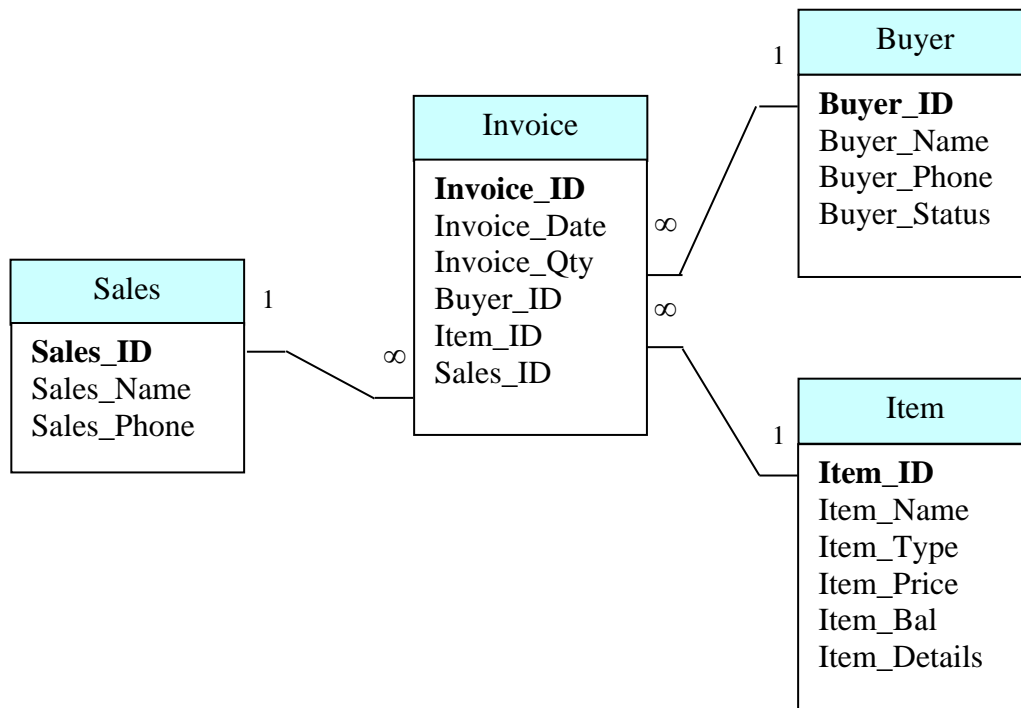 Sales
Sales_ID
Sales_Name
Sales_Phone
1
∞
Invoice
Invoice_ID
Invoice_Date
Invoice_Qty
Buyer_ID
Item_ID
Sales_ID
∞
∞
1
Buyer
Buyer_ID
Buyer_Name
Buyer_Phone
Buyer_Status
1
Item
Item_ID
Item_Name
Item_Type
Item_Price
Item_Bal
Item_Details